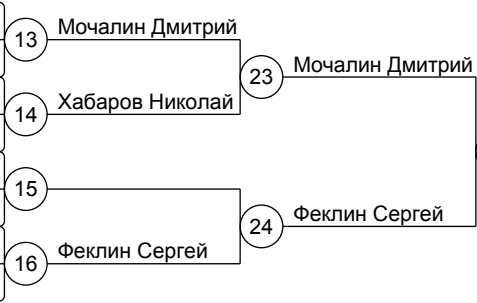 13
Мочалин Дмитрий
23
Мочалин Дмитрий
14
Хабаров Николай
15
24
Феклин Сергей
16
Феклин Сергей